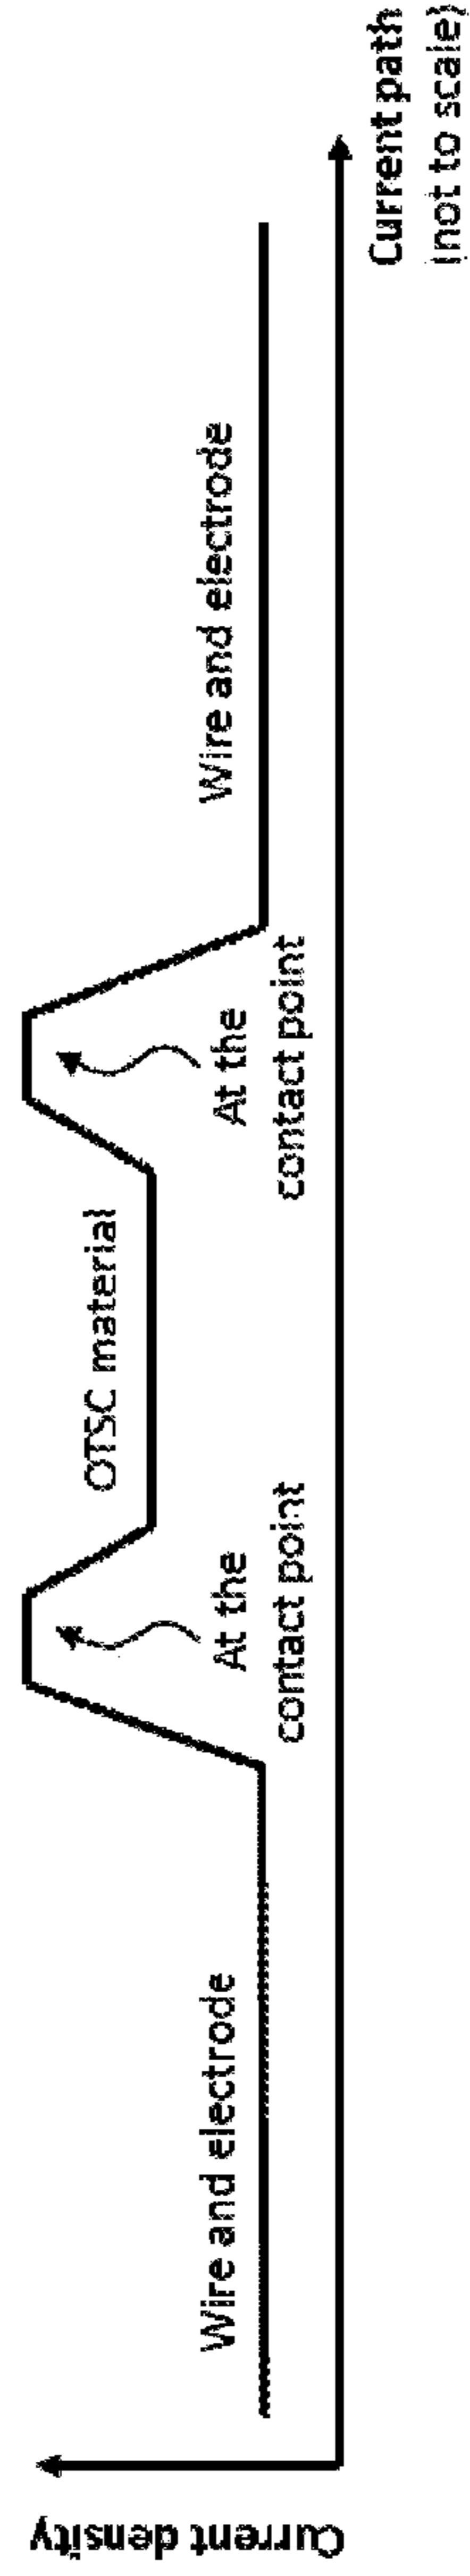 Current density
Wire and electrode
At the
contact point
OTSC material
At the
contact point
Wire and electrode
Current path
(not to scale)